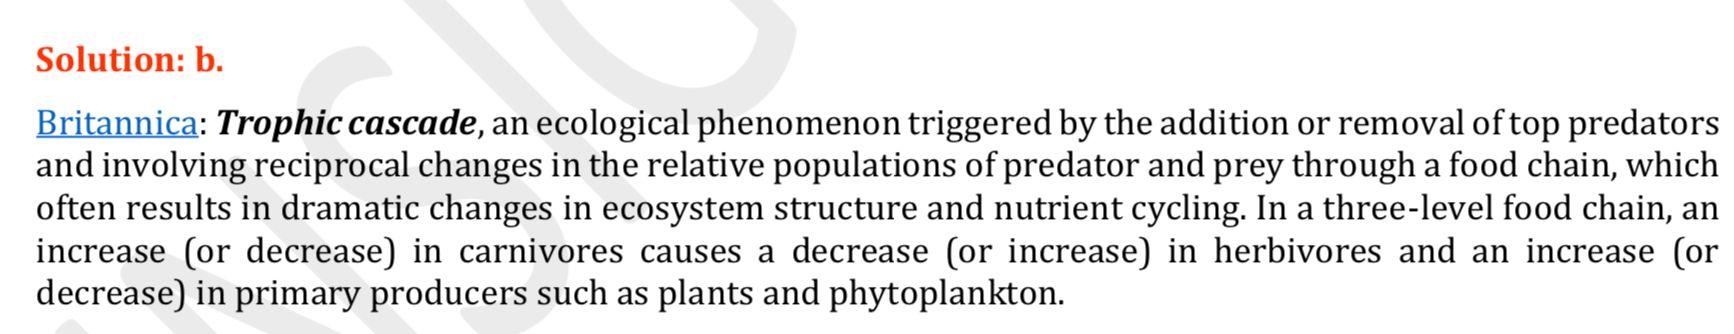 Solution: b.
Britannica: Trophic cascade, an ecological phenomenon triggered by the addition or removal of top predators
and involving reciprocal changes in the relative populations of predator and prey through a food chain, which
often results in dramatic changes in ecosystem structure and nutrient cycling. In a three-level food chain, an
increase (or decrease) in carnivores causes a decrease (or increase) in herbivores and an increase (or
decrease) in primary producers such as plants and phytoplankton.